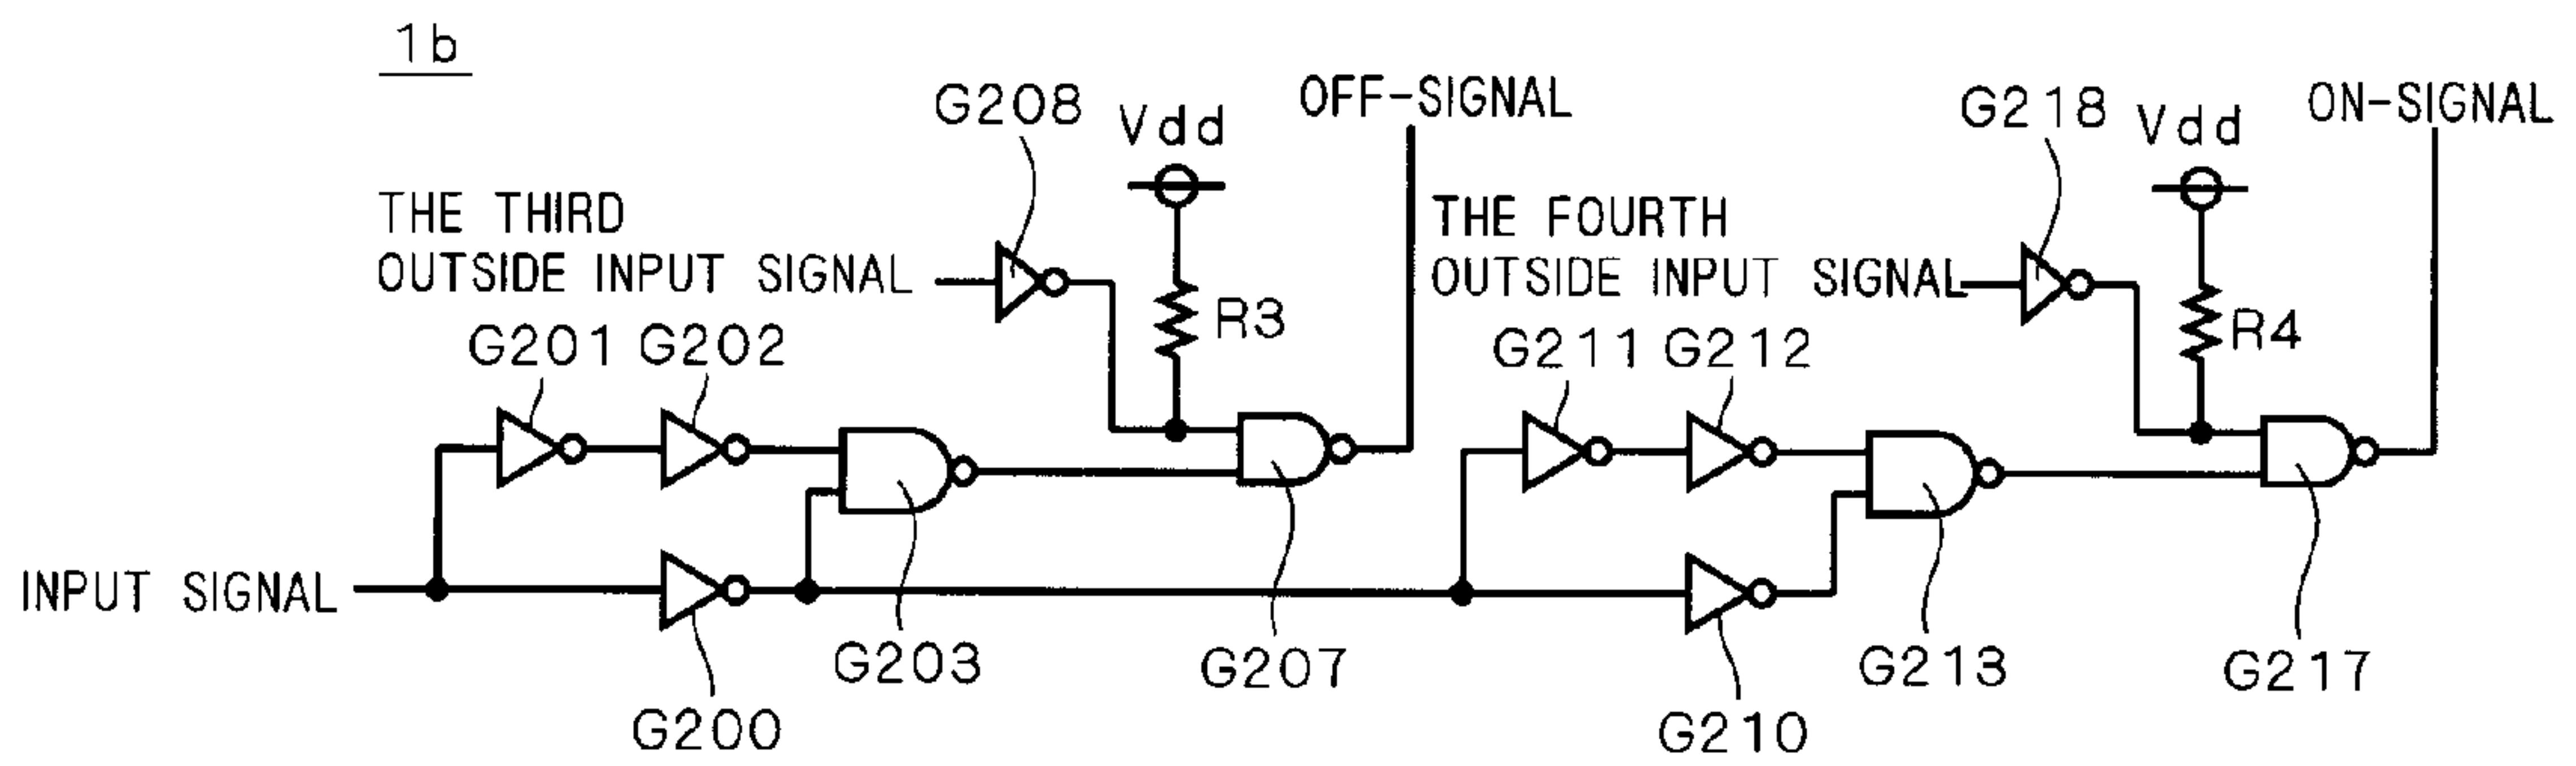 1b
G208
Vdd
OFF-SIGNAL
G218
Vdd
ON-SIGNAL
THE THIRD
OUTSIDE INPUT SIGNAL
THE FOURTH
OUTSIDE INPUT SIGNAL
R3
R4
G201
G202
G211
G212
INPUT SIGNAL
G203
G207
G213
G217
G200
G210